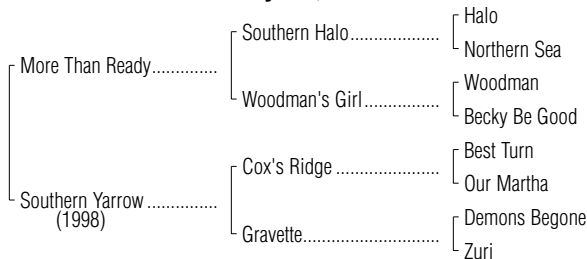 Halo
Southern Halo
Northern Sea
More Than Ready
Woodman
Woodman's Girl
Becky Be Good
Best Turn
Cox's Ridge
Our Martha
Southern Yarrow
(1998)
Demons Begone
Gravette
Zuri